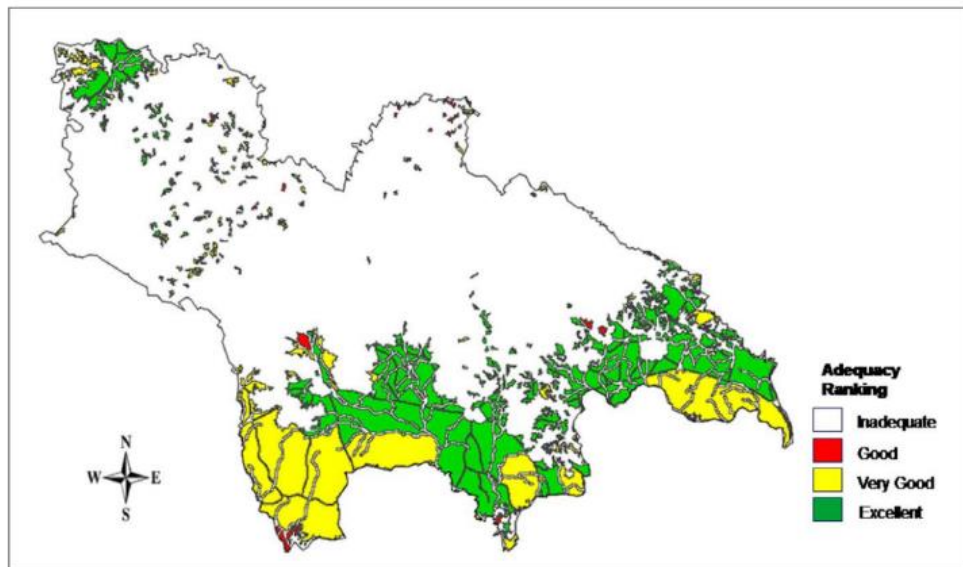 Adequacy
Ranking
Inadequate
Good
Very Good
Excellent
N
W E
S